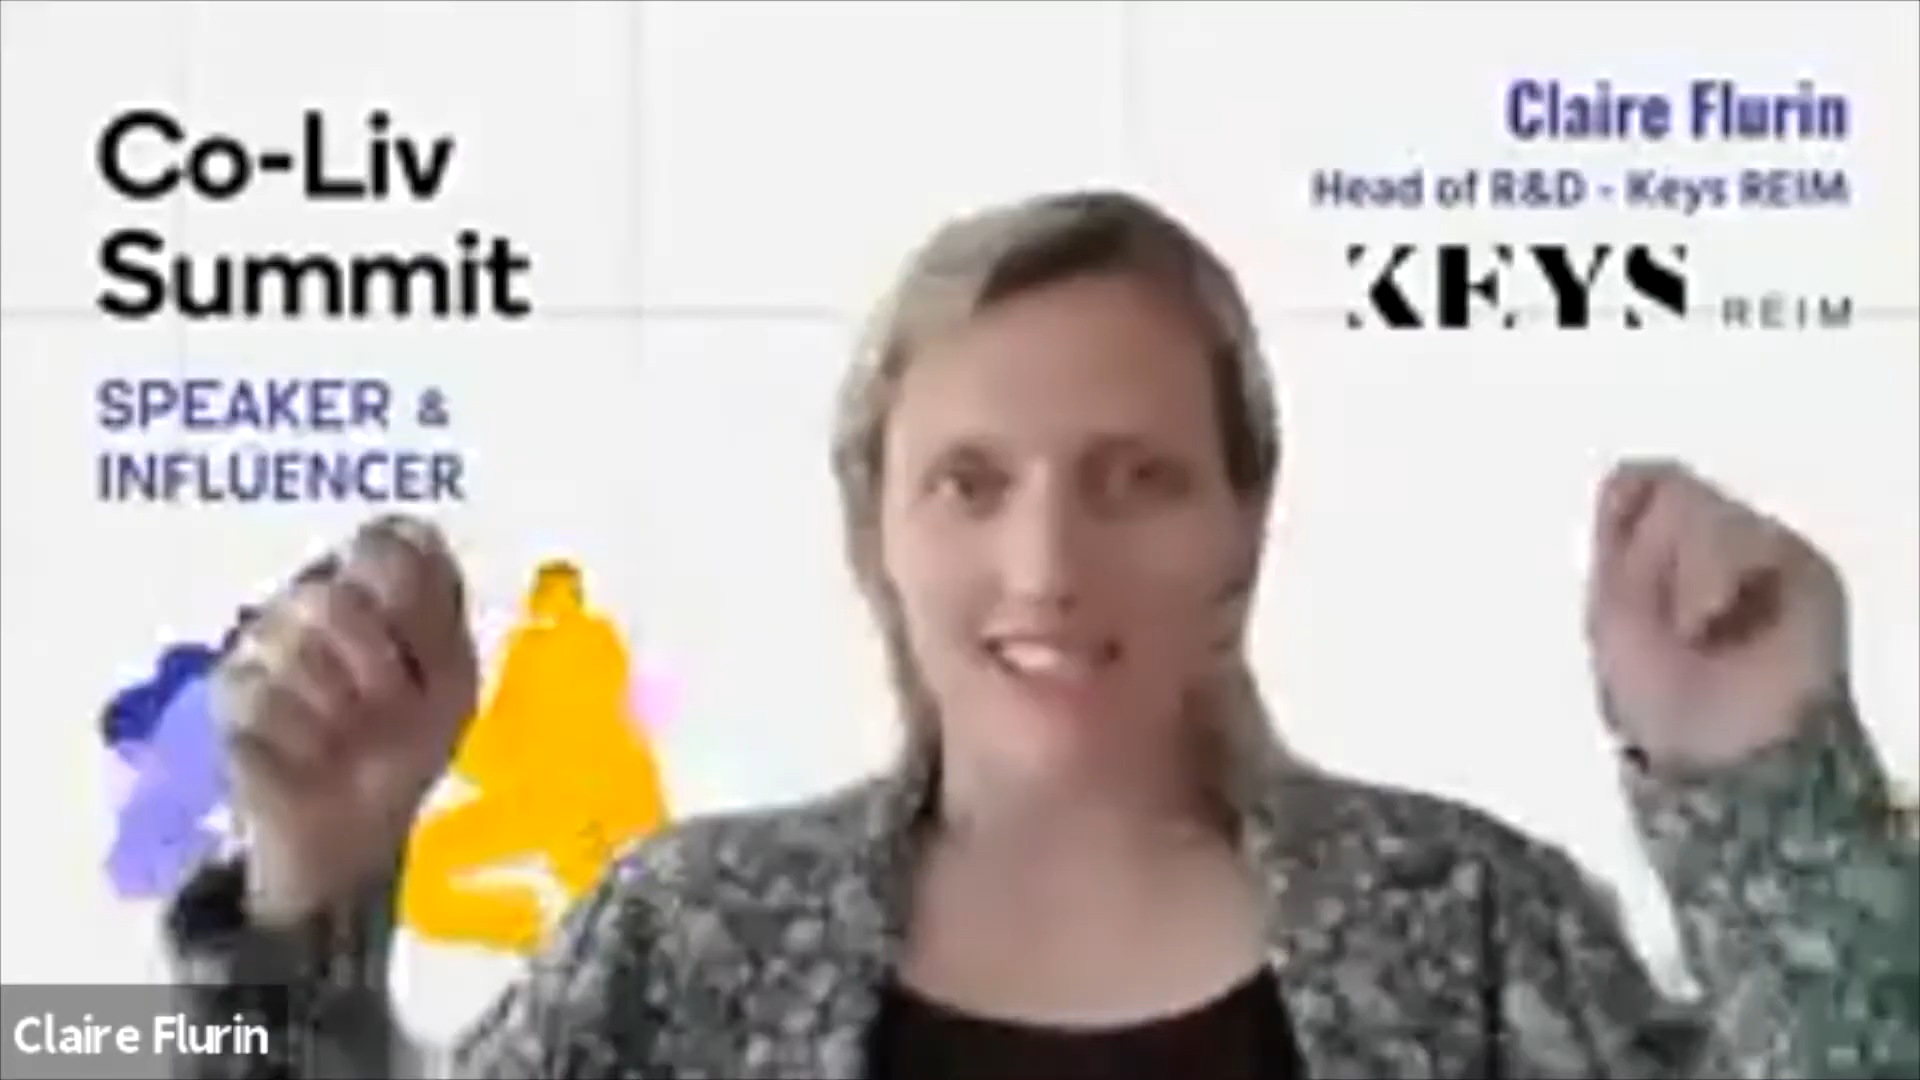 Co-Liv
Summit
SPEAKER &
INFLUENCER
Claire Flurin
Head of R&D - Keys REIM
KEYS REIM
Claire Flurin